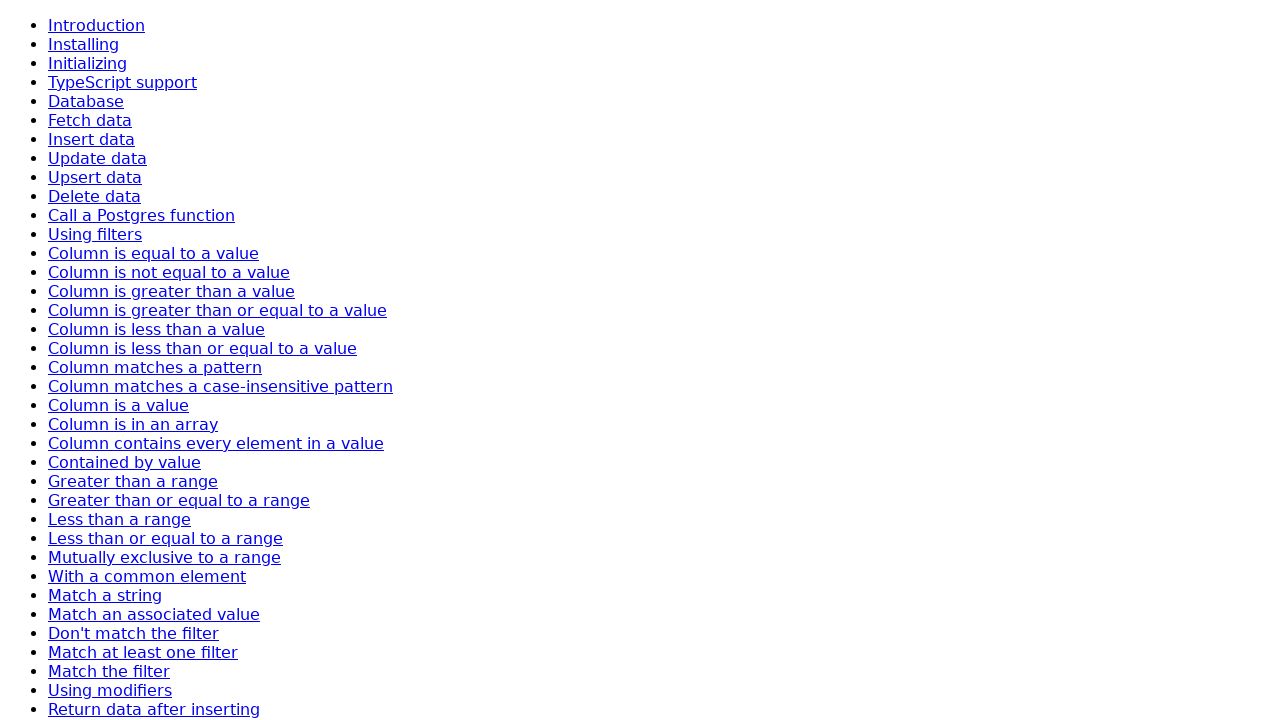 Introduction
Installing
Initializing
TypeScript support
Database
Fetch data
Insert data
Update data
Upsert data
Delete data
Call a Postgres function
Using filters
Column is equal to a value
Column is not equal to a value
Column is greater than a value
Column is greater than or equal to a value
Column is less than a value
Column is less than or equal to a value
Column matches a pattern
Column matches a case-insensitive pattern
Column is a value
Column is in an array
Column contains every element in a value
Contained by value
Greater than a range
Greater than or equal to a range
Less than a range
Less than or equal to a range
Mutually exclusive to a range
With a common element
Match a string
Match an associated value
Don't match the filter
Match at least one filter
Match the filter
Using modifiers
Return data after inserting